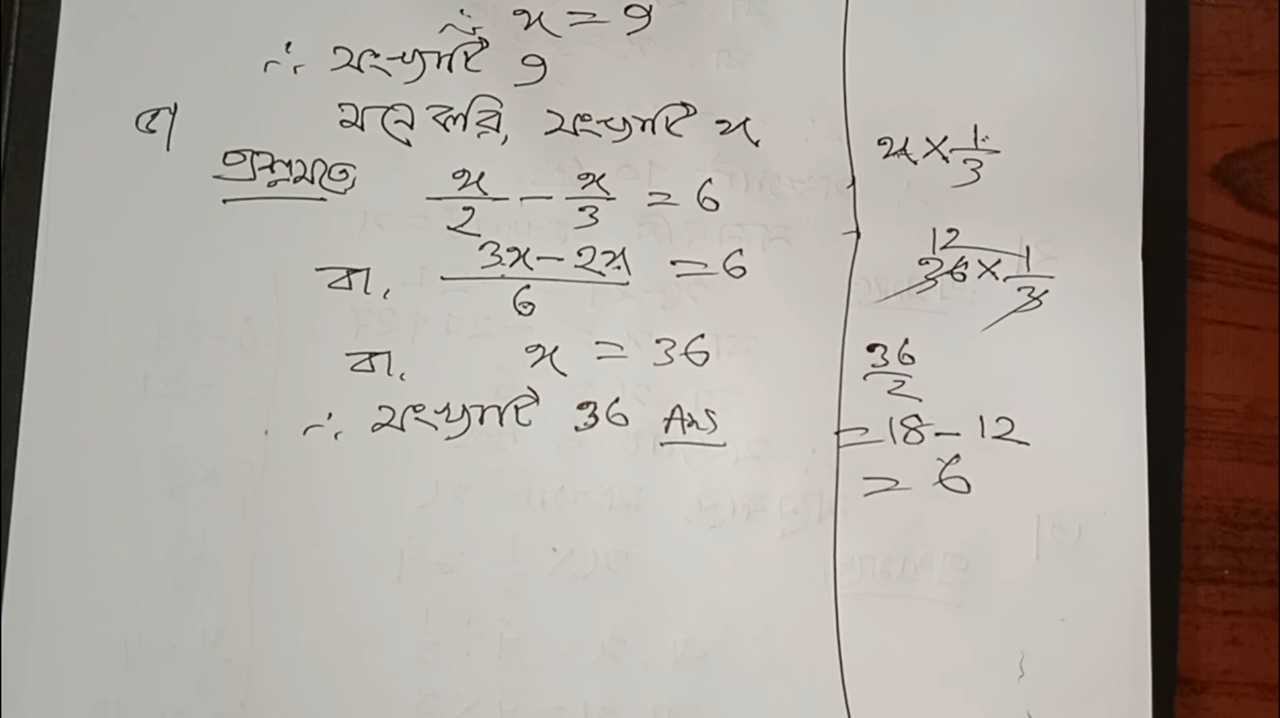 ∴ x = 9
∴ সংখ্যাটি 9
৫| মনে করি, সংখ্যাটি x
প্রশ্নমতে x/2 − x/3 = 6
বা, (3x − 2x)/6 = 6
বা, x = 36
∴ সংখ্যাটি 36 Ans
x × 1/3
12
36 × 1/3
36/2
= 18 − 12
= 6